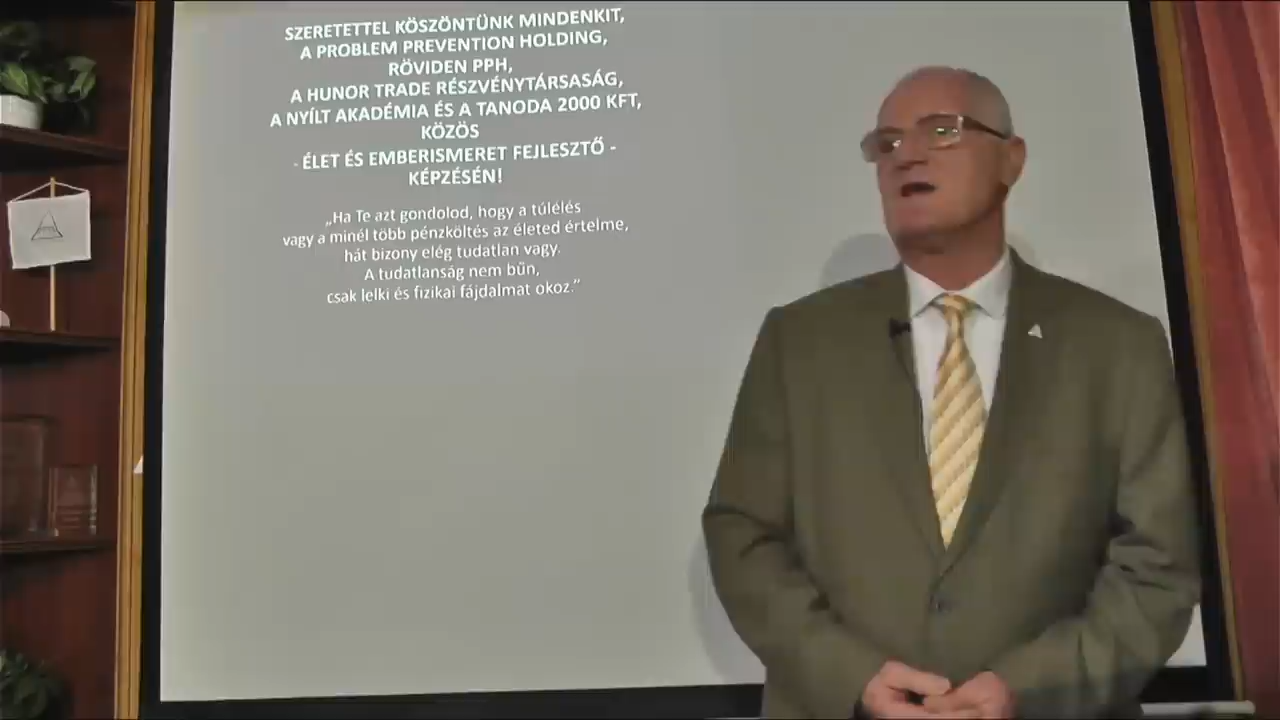 SZERETETTEL KÖSZÖNTÜNK MINDENKIT,
A PROBLEM PREVENTION HOLDING,
RÖVIDEN PPH,
A HUNOR TRADE RÉSZVÉNYTÁRSASÁG,
A NYÍLT AKADÉMIA ÉS A TANODA 2000 KFT,
KÖZÖS
- ÉLET ÉS EMBERISMERET FEJLESZTŐ -
KÉPZÉSÉN!
„Ha Te azt gondolod, hogy a túlélés
vagy a minél több pénzköltés az életed értelme,
hát bizony elég tudatlan vagy.
A tudatlanság nem bűn,
csak lelki és fizikai fájdalmat okoz.”